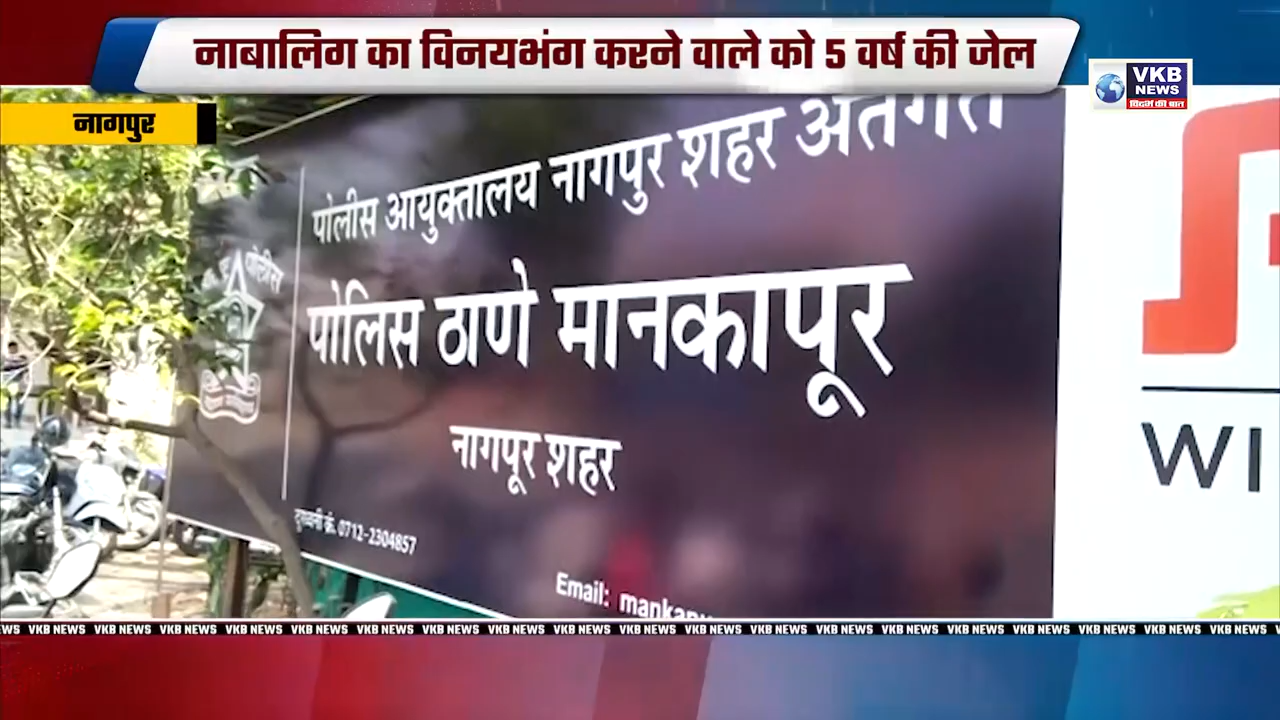 नाबालिग का विनयभंग करने वाले को 5 वर्ष की जेल
VKB
NEWS
विदर्भ की बात
नागपुर
पोलीस आयुक्तालय नागपुर शहर अंतर्गत
पोलीस
पोलिस ठाणे मानकापूर
नागपूर शहर
दुरध्वनी क्रं. 0712-2304857
Email:
WI
VKB NEWS VKB NEWS VKB NEWS VKB NEWS VKB NEWS VKB NEWS VKB NEWS VKB NEWS VKB NEWS VKB NEWS VKB NEWS VKB NEWS VKB NEWS VKB NEWS VKB NEWS VKB NEWS VKB NEWS VKB NEWS VKB NEWS